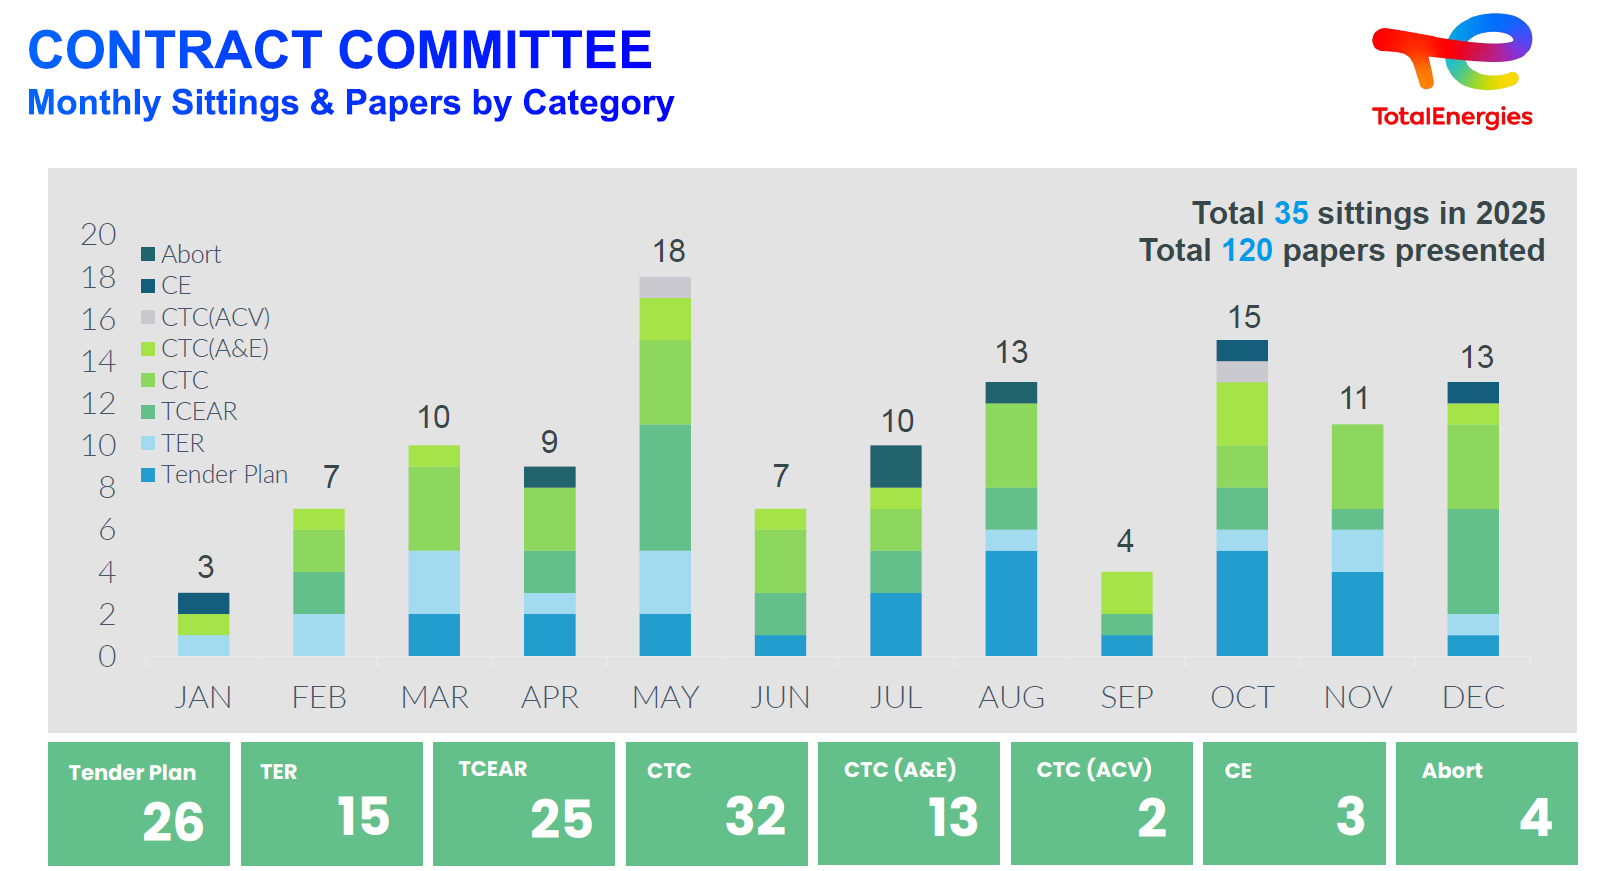 CONTRACT COMMITTEE
Monthly Sittings & Papers by Category
TotalEnergies
Total 35 sittings in 2025
Total 120 papers presented
20
18
16
14
12
10
8
6
4
2
0
Abort
CE
CTC(ACV)
CTC(A&E)
CTC
TCEAR
TER
Tender Plan
3
7
10
9
18
7
10
13
4
15
11
13
JAN FEB MAR APR MAY JUN JUL AUG SEP OCT NOV DEC
Tender Plan
26
TER
15
TCEAR
25
CTC
32
CTC (A&E)
13
CTC (ACV)
2
CE
3
Abort
4